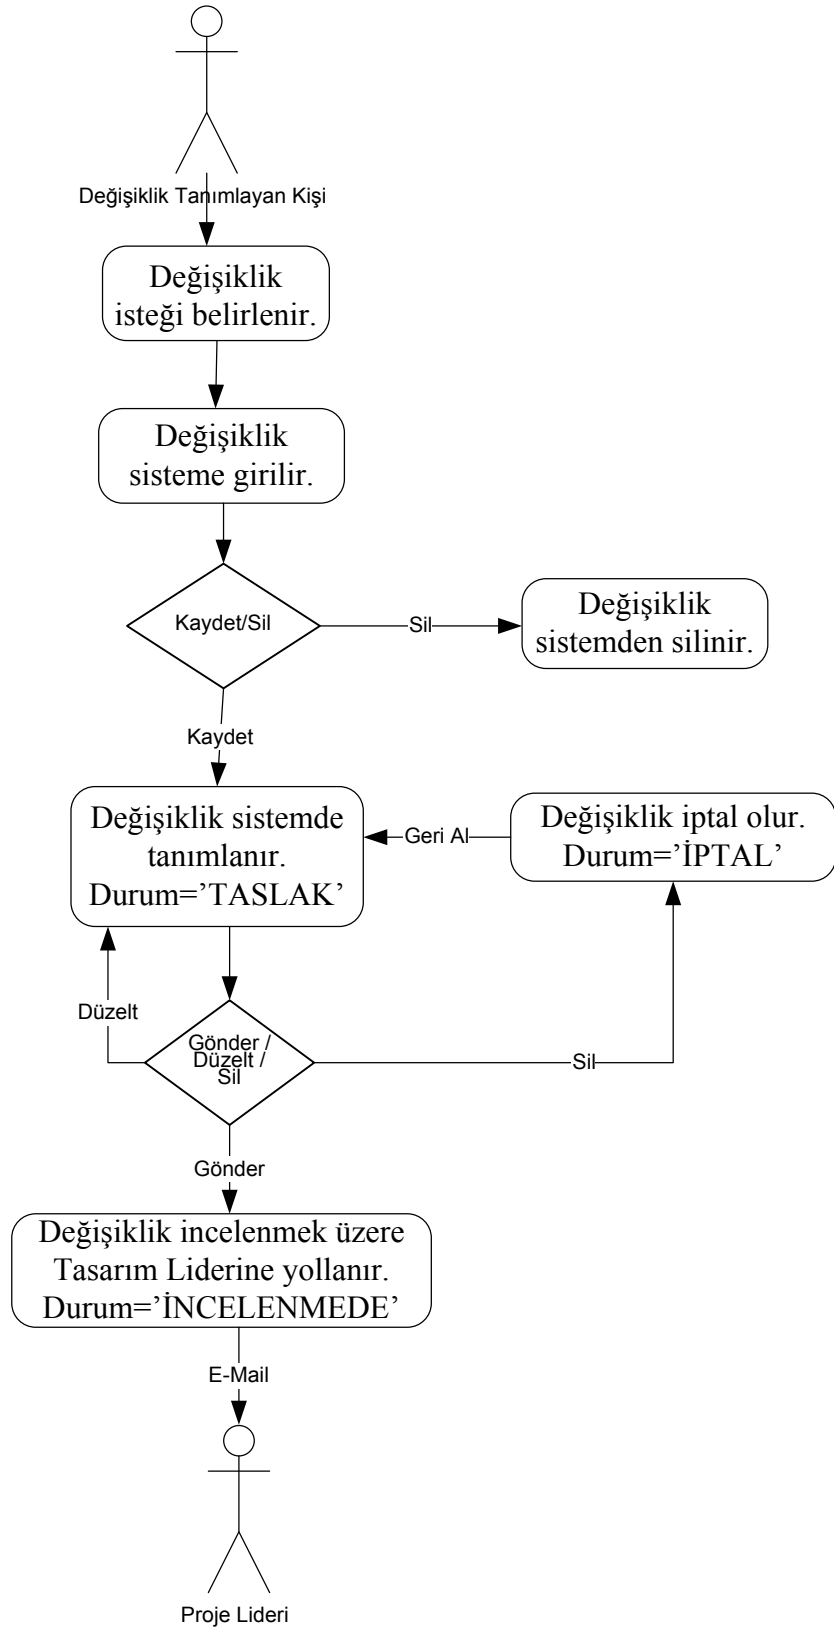 Değişiklik Tanımlayan Kişi
Değişiklik
isteği belirlenir.
Değişiklik
sisteme girilir.
Kaydet/Sil
Sil
Değişiklik
sistemden silinir.
Kaydet
Değişiklik sistemde
tanımlanır.
Durum=’TASLAK’
Geri Al
Değişiklik iptal olur.
Durum=’İPTAL’
Düzelt
Gönder /
Düzelt /
Sil
Sil
Gönder
Değişiklik incelenmek üzere
Tasarım Liderine yollanır.
Durum=’İNCELENMEDE’
E-Mail
Proje Lideri